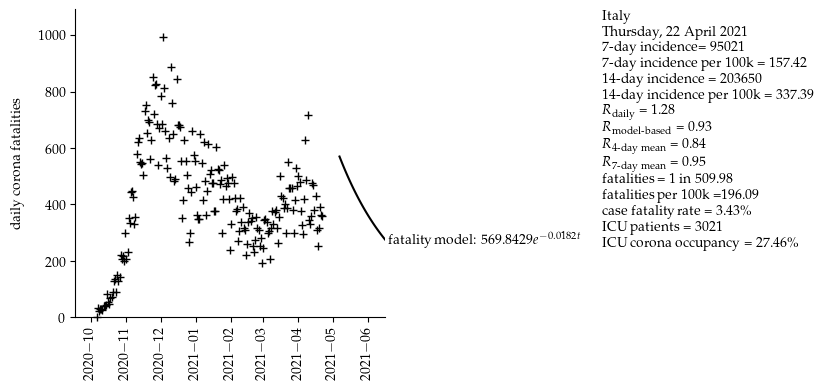 Italy
Thursday, 22 April 2021
7-day incidence= 95021
7-day incidence per 100k = 157.42
14-day incidence = 203650
14-day incidence per 100k = 337.39
R_daily = 1.28
R_model-based = 0.93
R_4-day mean = 0.84
R_7-day mean = 0.95
fatalities = 1 in 509.98
fatalities per 100k =196.09
case fatality rate = 3.43%
ICU patients = 3021
ICU corona occupancy = 27.46%
daily corona fatalities
1000
800
600
400
200
0
fatality model: 569.8429e^−0.0182t
2020−10
2020−11
2020−12
2021−01
2021−02
2021−03
2021−04
2021−05
2021−06